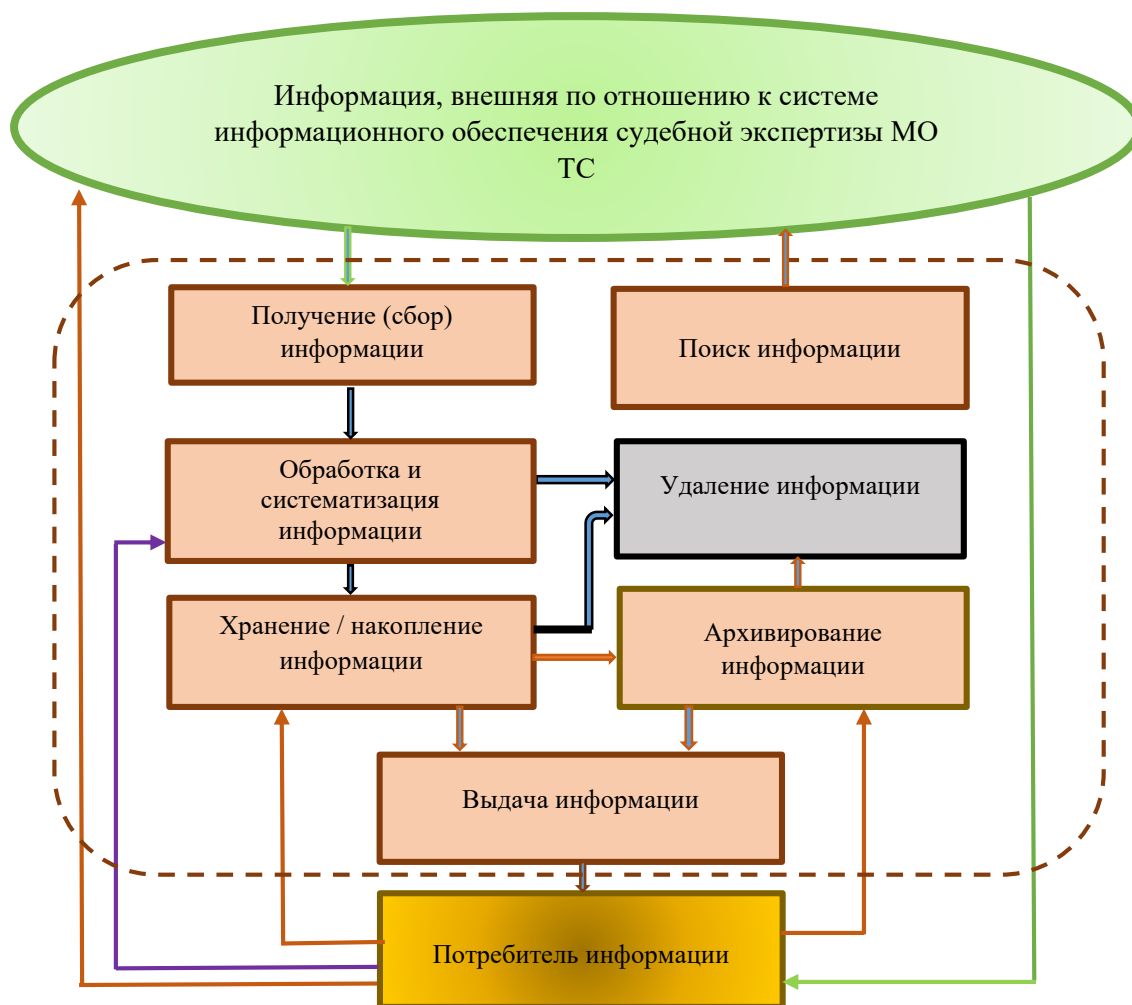 Информация, внешняя по отношению к системе
информационного обеспечения судебной экспертизы МО
ТС
Получение (сбор)
информации
Поиск информации
Обработка и
систематизация
информации
Удаление информации
Хранение / накопление
информации
Архивирование
информации
Выдача информации
Потребитель информации